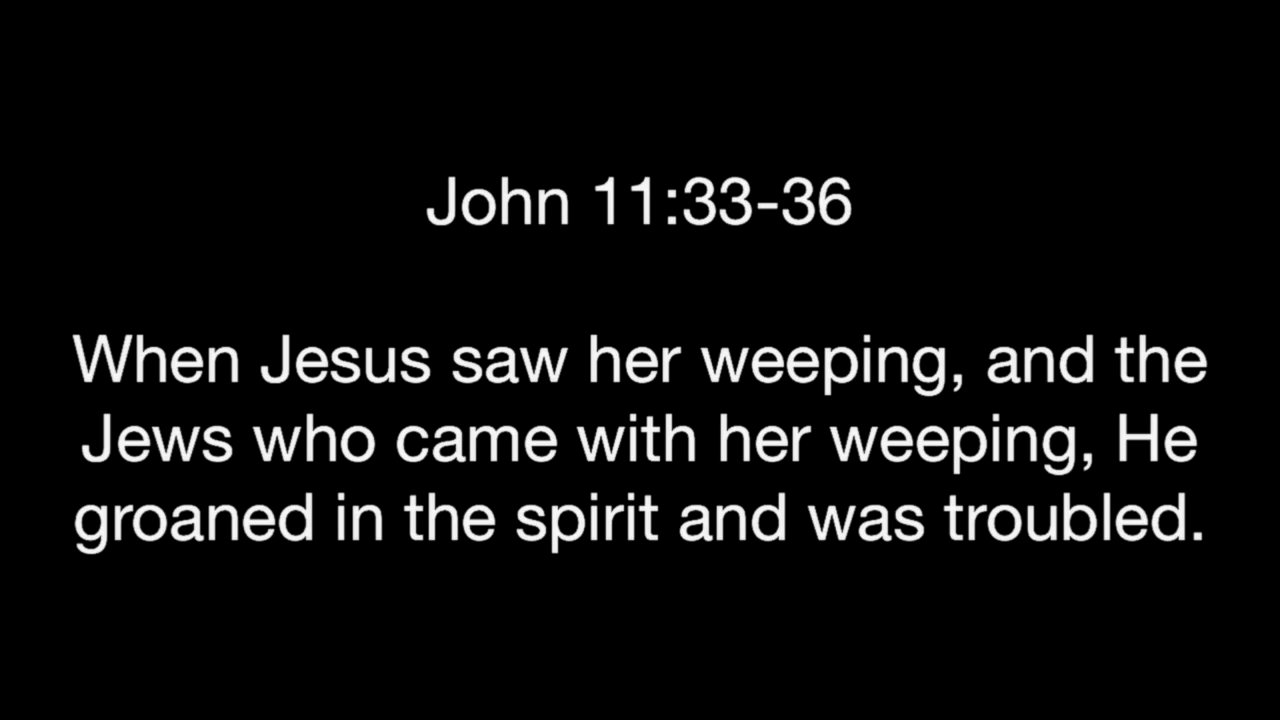 John 11:33-36
When Jesus saw her weeping, and the
Jews who came with her weeping, He
groaned in the spirit and was troubled.